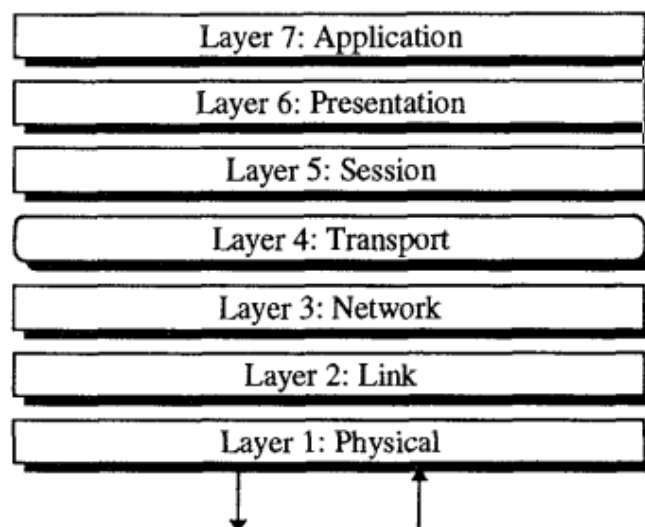 Layer 7: Application
Layer 6: Presentation
Layer 5: Session
Layer 4: Transport
Layer 3: Network
Layer 2: Link
Layer 1: Physical